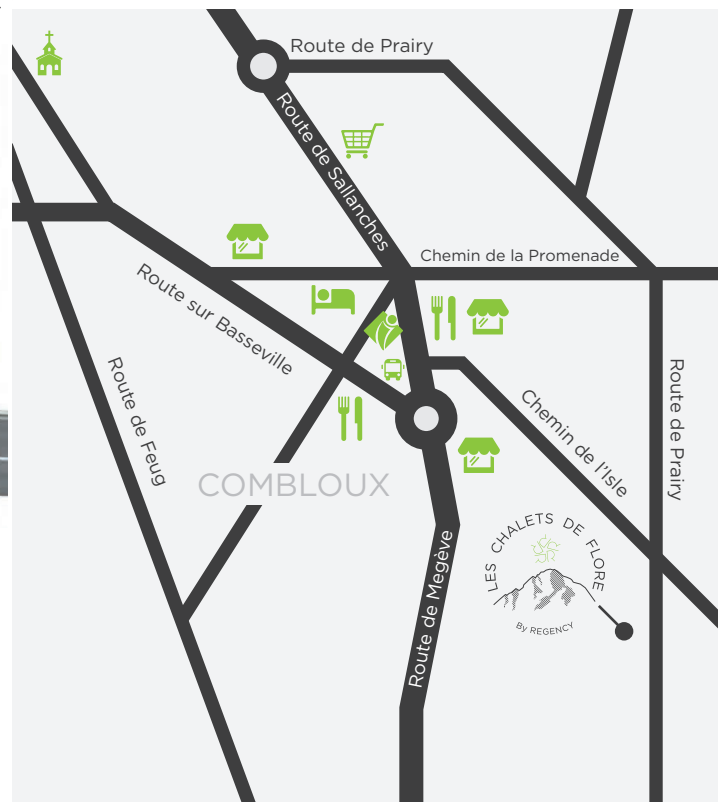 Route de Prairy
Route de Sallanches
Chemin de la Promenade
Route sur Basseville
Route de Feug
Chemin de l'Isle
Route de Prairy
COMBLOUX
LES CHALETS DE FLORE
By REGENCY
Route de Megève